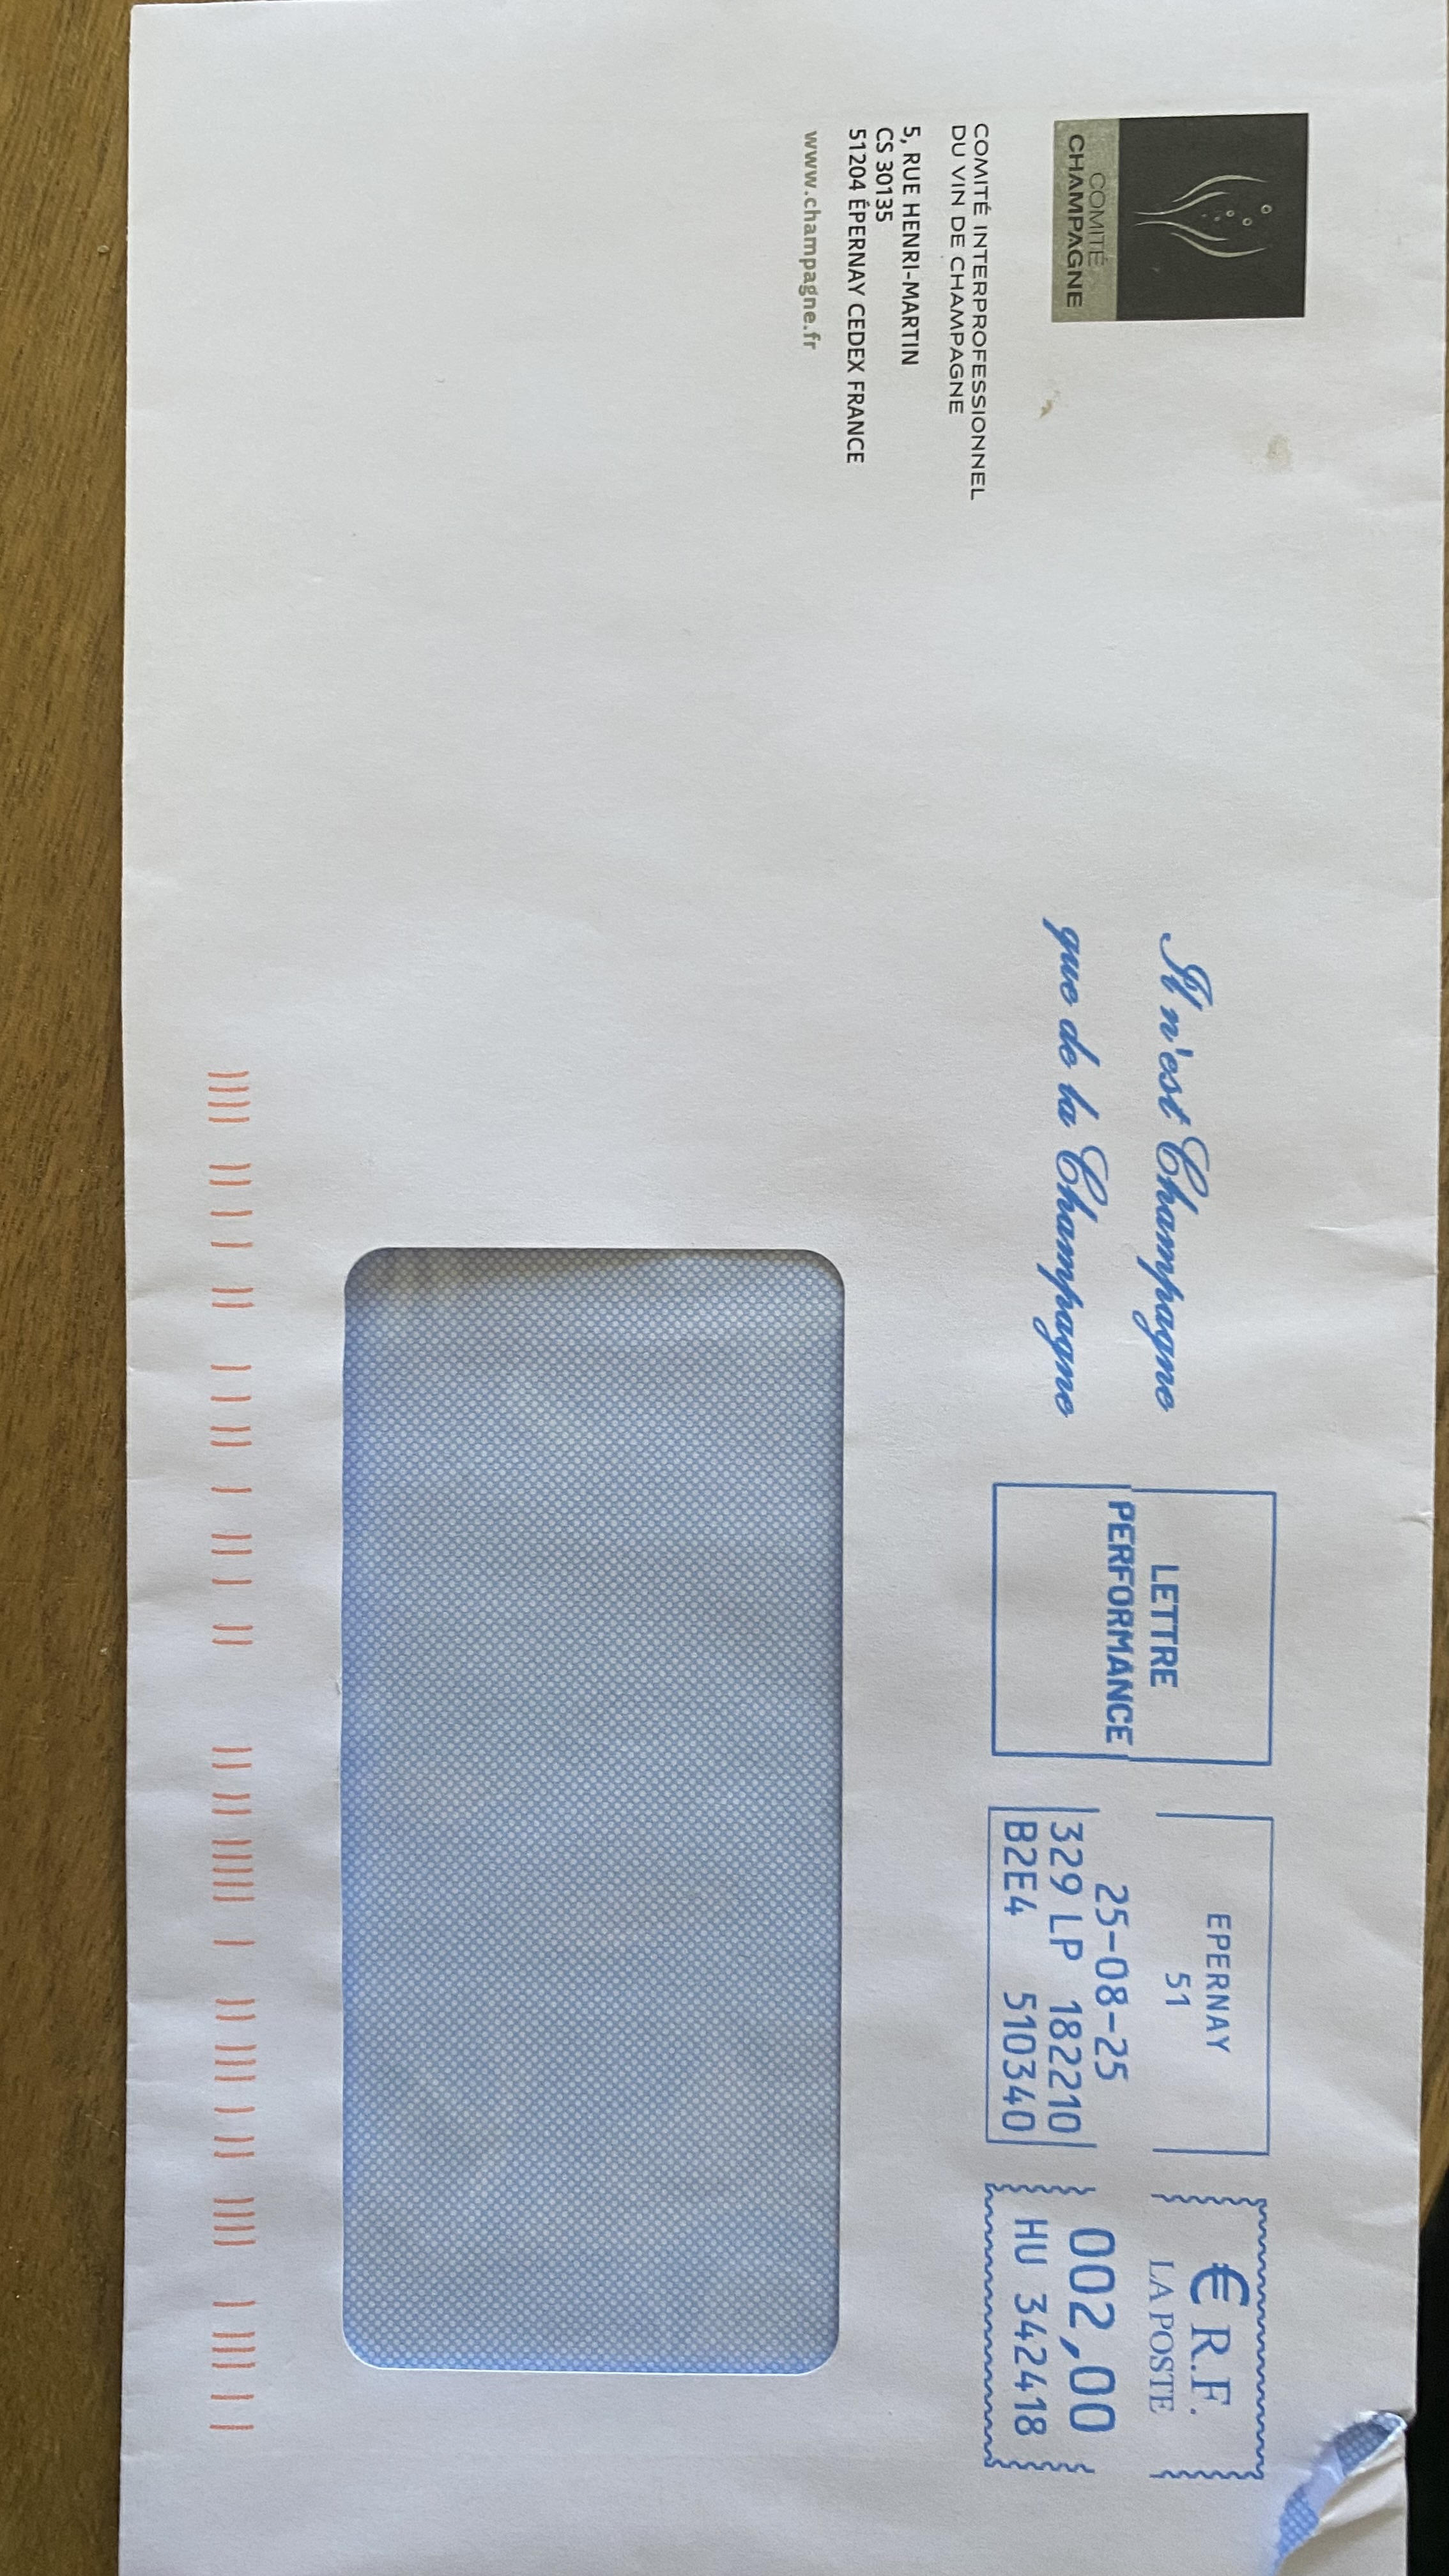 COMITÉ
CHAMPAGNE
COMITÉ INTERPROFESSIONNEL
DU VIN DE CHAMPAGNE
5, RUE HENRI-MARTIN
CS 30135
51204 ÉPERNAY CEDEX FRANCE
www.champagne.fr
Il n'est Champagne
que de la Champagne
LETTRE
PERFORMANCE
EPERNAY
51
25-08-25
329 LP 182210
B2E4 510340
€ R.F.
LA POSTE
002,00
HU 342418